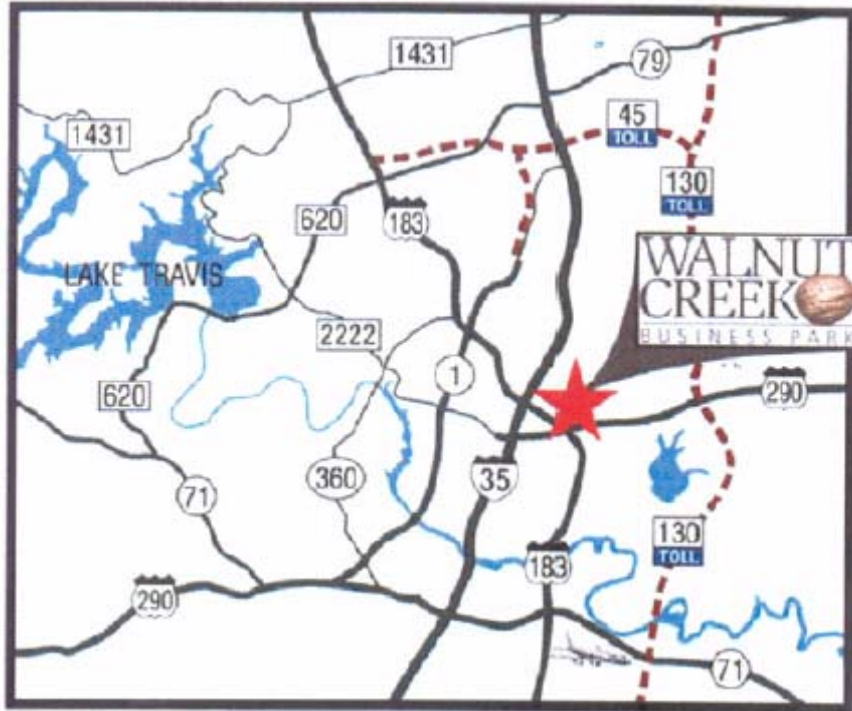 1431
79
1431
45
TOLL
130
TOLL
620
183
WALNUT
CREEK
BUSINESS PARK
LAKE TRAVIS
2222
1
290
620
360
35
71
130
TOLL
183
290
71